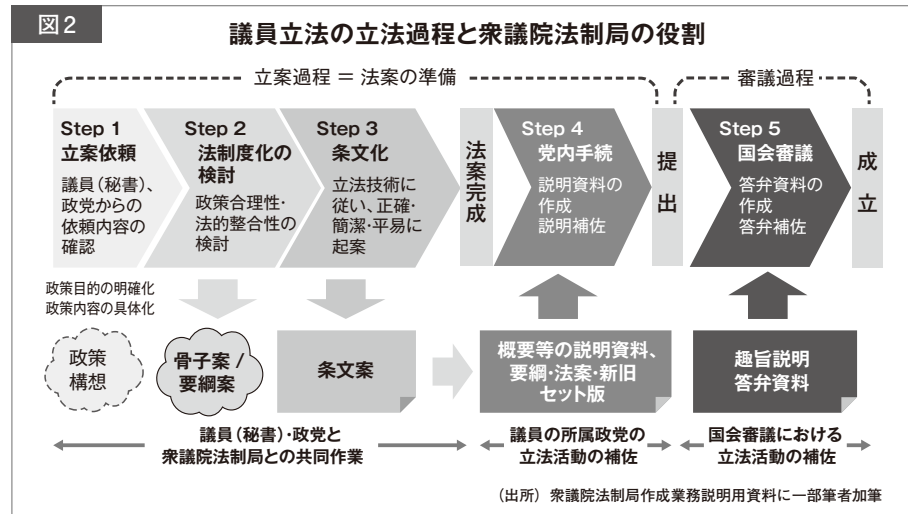 図2
議員立法の立法過程と衆議院法制局の役割
立案過程 = 法案の準備
審議過程
Step 1
立案依頼
議員(秘書)、
政党からの
依頼内容の
確認
Step 2
法制度化の
検討
政策合理性・
法的整合性の
検討
Step 3
条文化
立法技術に
従い、正確・
簡潔・平易に
起案
法案完成
Step 4
党内手続
説明資料の
作成
説明補佐
提出
Step 5
国会審議
答弁資料の
作成
答弁補佐
成立
政策目的の明確化
政策内容の具体化
政策
構想
骨子案 /
要綱案
条文案
概要等の説明資料、
要綱・法案・新旧
セット版
趣旨説明
答弁資料
議員(秘書)・政党と
衆議院法制局との共同作業
議員の所属政党の
立法活動の補佐
国会審議における
立法活動の補佐
(出所) 衆議院法制局作成業務説明用資料に一部筆者加筆